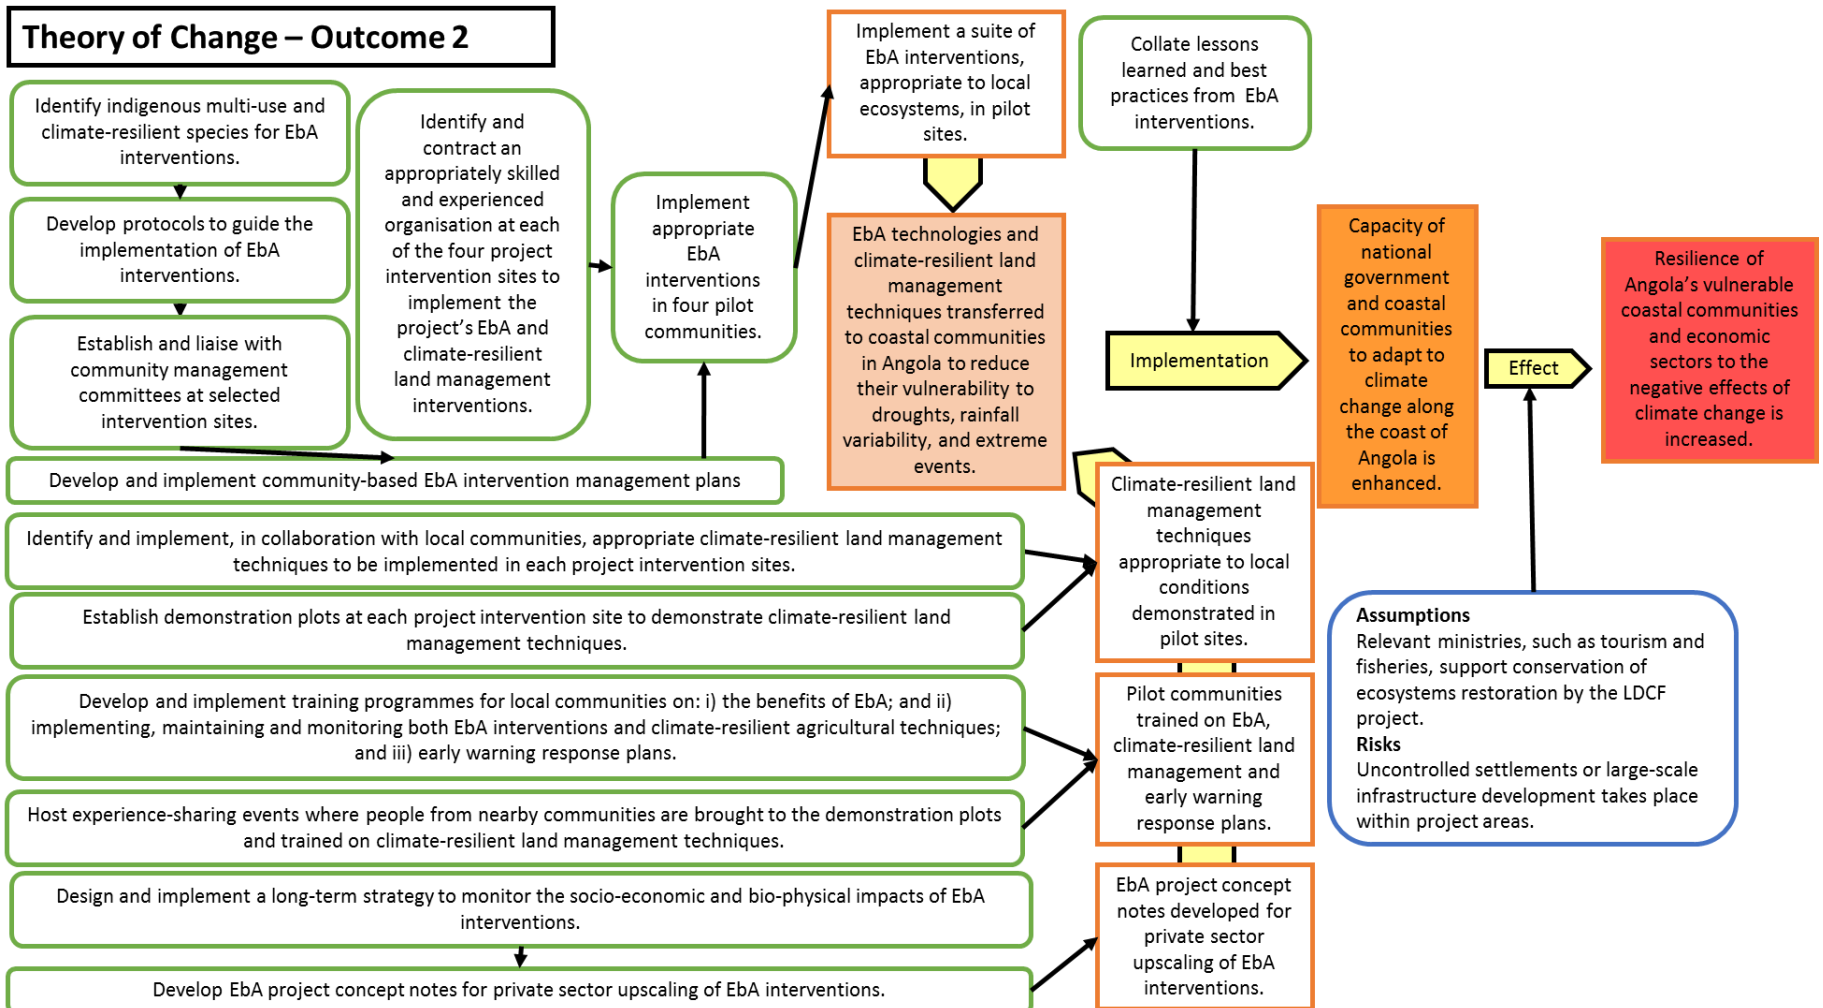 Theory of Change – Outcome 2
Identify indigenous multi-use and
climate-resilient species for EbA
interventions.
Develop protocols to guide the
implementation of EbA
interventions.
Establish and liaise with
community management
committees at selected
intervention sites.
Identify and
contract an
appropriately skilled
and experienced
organisation at each
of the four project
intervention sites to
implement the
project's EbA and
climate-resilient
land management
interventions.
Implement
appropriate
EbA
interventions
in four pilot
communities.
Develop and implement community-based EbA intervention management plans
Implement a suite of
EbA interventions,
appropriate to local
ecosystems, in pilot
sites.
EbA technologies and
climate-resilient land
management
techniques transferred
to coastal communities
in Angola to reduce
their vulnerability to
droughts, rainfall
variability, and extreme
events.
Collate lessons
learned and best
practices from EbA
interventions.
Implementation
Capacity of
national
government
and coastal
communities
to adapt to
climate
change along
the coast of
Angola is
enhanced.
Effect
Resilience of
Angola's vulnerable
coastal communities
and economic
sectors to the
negative effects of
climate change is
increased.
Identify and implement, in collaboration with local communities, appropriate climate-resilient land management
techniques to be implemented in each project intervention sites.
Establish demonstration plots at each project intervention site to demonstrate climate-resilient land
management techniques.
Climate-resilient land
management
techniques
appropriate to local
conditions
demonstrated in
pilot sites.
Develop and implement training programmes for local communities on: i) the benefits of EbA; and ii)
implementing, maintaining and monitoring both EbA interventions and climate-resilient agricultural techniques;
and iii) early warning response plans.
Host experience-sharing events where people from nearby communities are brought to the demonstration plots
and trained on climate-resilient land management techniques.
Pilot communities
trained on EbA,
climate-resilient land
management and
early warning
response plans.
Design and implement a long-term strategy to monitor the socio-economic and bio-physical impacts of EbA
interventions.
Develop EbA project concept notes for private sector upscaling of EbA interventions.
EbA project concept
notes developed for
private sector
upscaling of EbA
interventions.
Assumptions
Relevant ministries, such as tourism and
fisheries, support conservation of
ecosystems restoration by the LDCF
project.
Risks
Uncontrolled settlements or large-scale
infrastructure development takes place
within project areas.